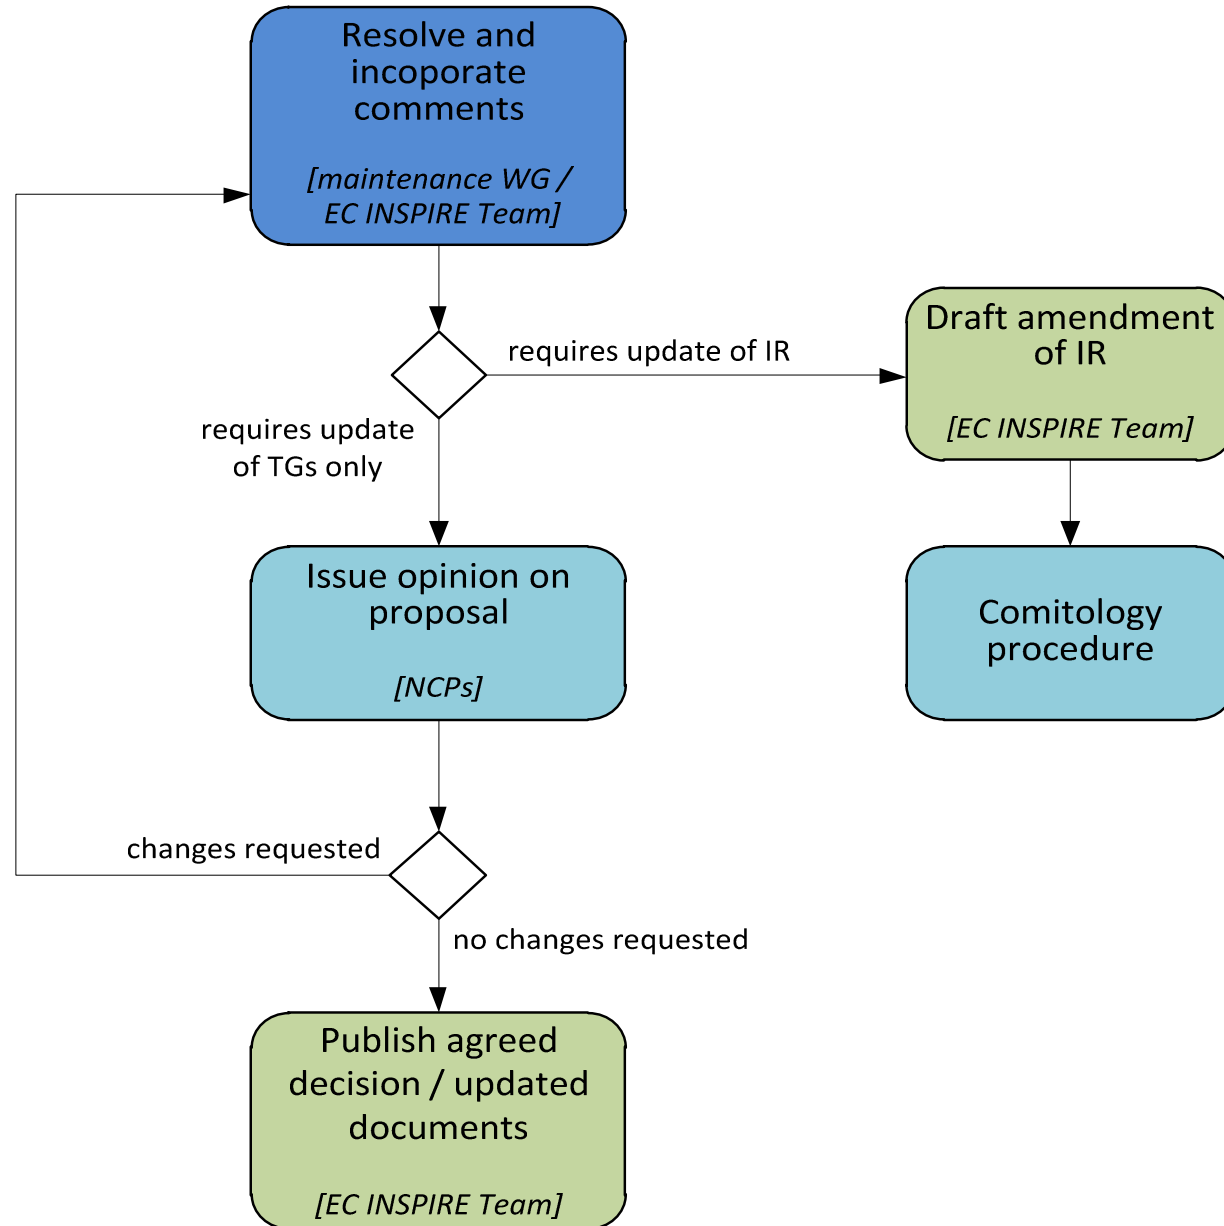 Resolve and
incoporate
comments
[maintenance WG /
EC INSPIRE Team]
requires update of IR
Draft amendment
of IR
[EC INSPIRE Team]
requires update
of TGs only
Issue opinion on
proposal
[NCPs]
Comitology
procedure
changes requested
no changes requested
Publish agreed
decision / updated
documents
[EC INSPIRE Team]